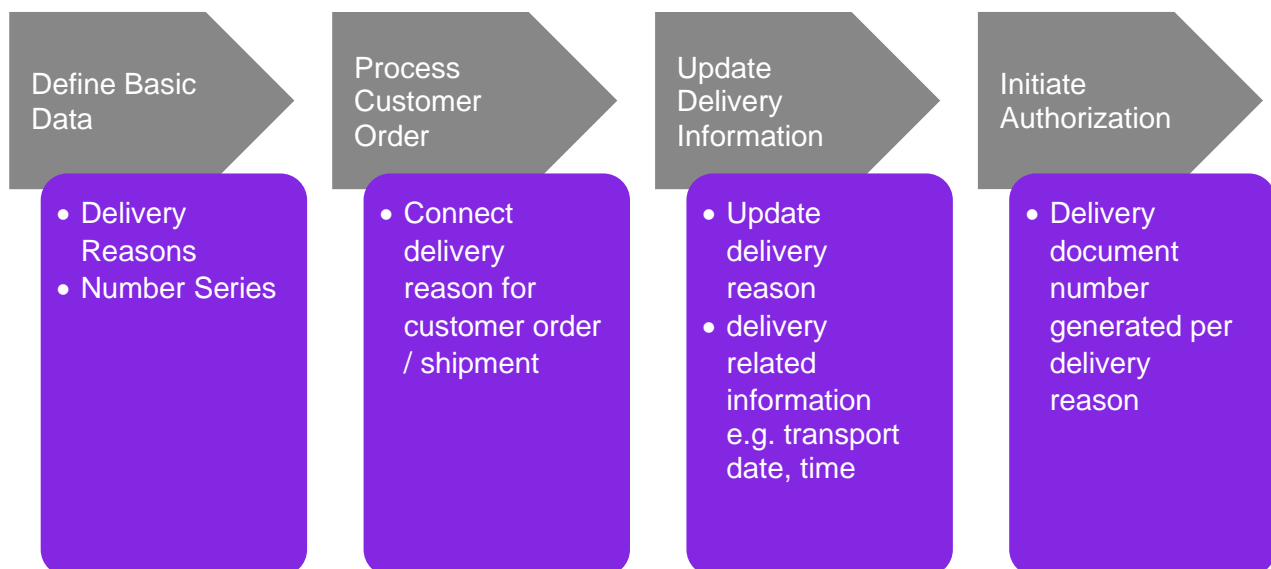 Define Basic
Data
• Delivery
Reasons
• Number Series
Process
Customer
Order
• Connect
delivery
reason for
customer order
/ shipment
Update
Delivery
Information
• Update
delivery
reason
• delivery
related
information
e.g. transport
date, time
Initiate
Authorization
• Delivery
document
number
generated per
delivery
reason